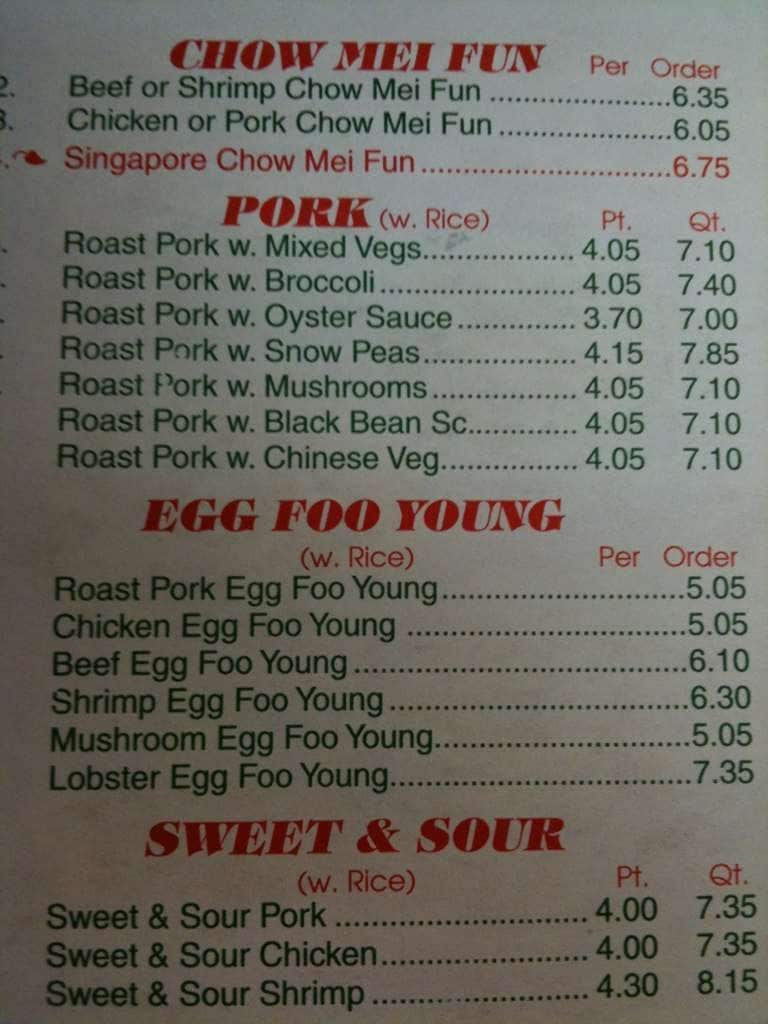 CHOW MEI FUN Per Order
2. Beef or Shrimp Chow Mei Fun ......................6.35
3. Chicken or Pork Chow Mei Fun .....................6.05
Singapore Chow Mei Fun ..............................6.75
PORK (w. Rice) Pt. Qt.
Roast Pork w. Mixed Vegs.................. 4.05 7.10
Roast Pork w. Broccoli ....................... 4.05 7.40
Roast Pork w. Oyster Sauce .............. 3.70 7.00
Roast Pork w. Snow Peas.................. 4.15 7.85
Roast Pork w. Mushrooms ................. 4.05 7.10
Roast Pork w. Black Bean Sc............. 4.05 7.10
Roast Pork w. Chinese Veg................ 4.05 7.10
EGG FOO YOUNG
(w. Rice) Per Order
Roast Pork Egg Foo Young.............................5.05
Chicken Egg Foo Young .................................5.05
Beef Egg Foo Young .......................................6.10
Shrimp Egg Foo Young ...................................6.30
Mushroom Egg Foo Young..............................5.05
Lobster Egg Foo Young...................................7.35
SWEET & SOUR
(w. Rice) Pt. Qt.
Sweet & Sour Pork ............................. 4.00 7.35
Sweet & Sour Chicken........................ 4.00 7.35
Sweet & Sour Shrimp ......................... 4.30 8.15